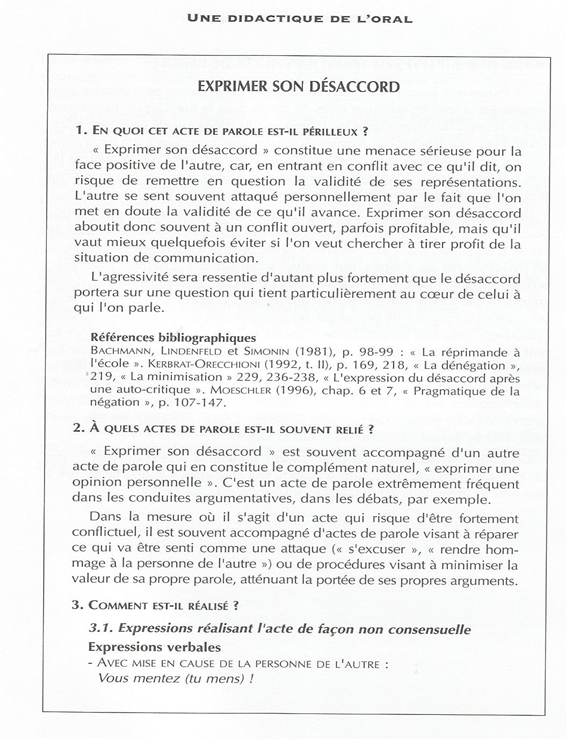 UNE DIDACTIQUE DE L'ORAL
EXPRIMER SON DÉSACCORD
1. EN QUOI CET ACTE DE PAROLE EST-IL PÉRILLEUX ?
« Exprimer son désaccord » constitue une menace sérieuse pour la
face positive de l'autre, car, en entrant en conflit avec ce qu'il dit, on
risque de remettre en question la validité de ses représentations.
L'autre se sent souvent attaqué personnellement par le fait que l'on
met en doute la validité de ce qu'il avance. Exprimer son désaccord
aboutit donc souvent à un conflit ouvert, parfois profitable, mais qu'il
vaut mieux quelquefois éviter si l'on veut chercher à tirer profit de la
situation de communication.
L'agressivité sera ressentie d'autant plus fortement que le désaccord
portera sur une question qui tient particulièrement au cœur de celui à
qui l'on parle.
Références bibliographiques
BACHMANN, LINDENFELD et SIMONIN (1981), p. 98-99 : « La réprimande à
l'école ». KERBRAT-ORECCHIONI (1992, t. II), p. 169, 218, « La dénégation »,
219, « La minimisation » 229, 236-238, « L'expression du désaccord après
une auto-critique ». MOESCHLER (1996), chap. 6 et 7, « Pragmatique de la
négation », p. 107-147.
2. À QUELS ACTES DE PAROLE EST-IL SOUVENT RELIÉ ?
« Exprimer son désaccord » est souvent accompagné d'un autre
acte de parole qui en constitue le complément naturel, « exprimer une
opinion personnelle ». C'est un acte de parole extrêmement fréquent
dans les conduites argumentatives, dans les débats, par exemple.
Dans la mesure où il s'agit d'un acte qui risque d'être fortement
conflictuel, il est souvent accompagné d'actes de parole visant à réparer
ce qui va être senti comme une attaque (« s'excuser », « rendre hom-
mage à la personne de l'autre ») ou de procédures visant à minimiser la
valeur de sa propre parole, atténuant la portée de ses propres arguments.
3. COMMENT EST-IL RÉALISÉ ?
3.1. Expressions réalisant l'acte de façon non consensuelle
Expressions verbales
- AVEC MISE EN CAUSE DE LA PERSONNE DE L'AUTRE :
Vous mentez (tu mens) !